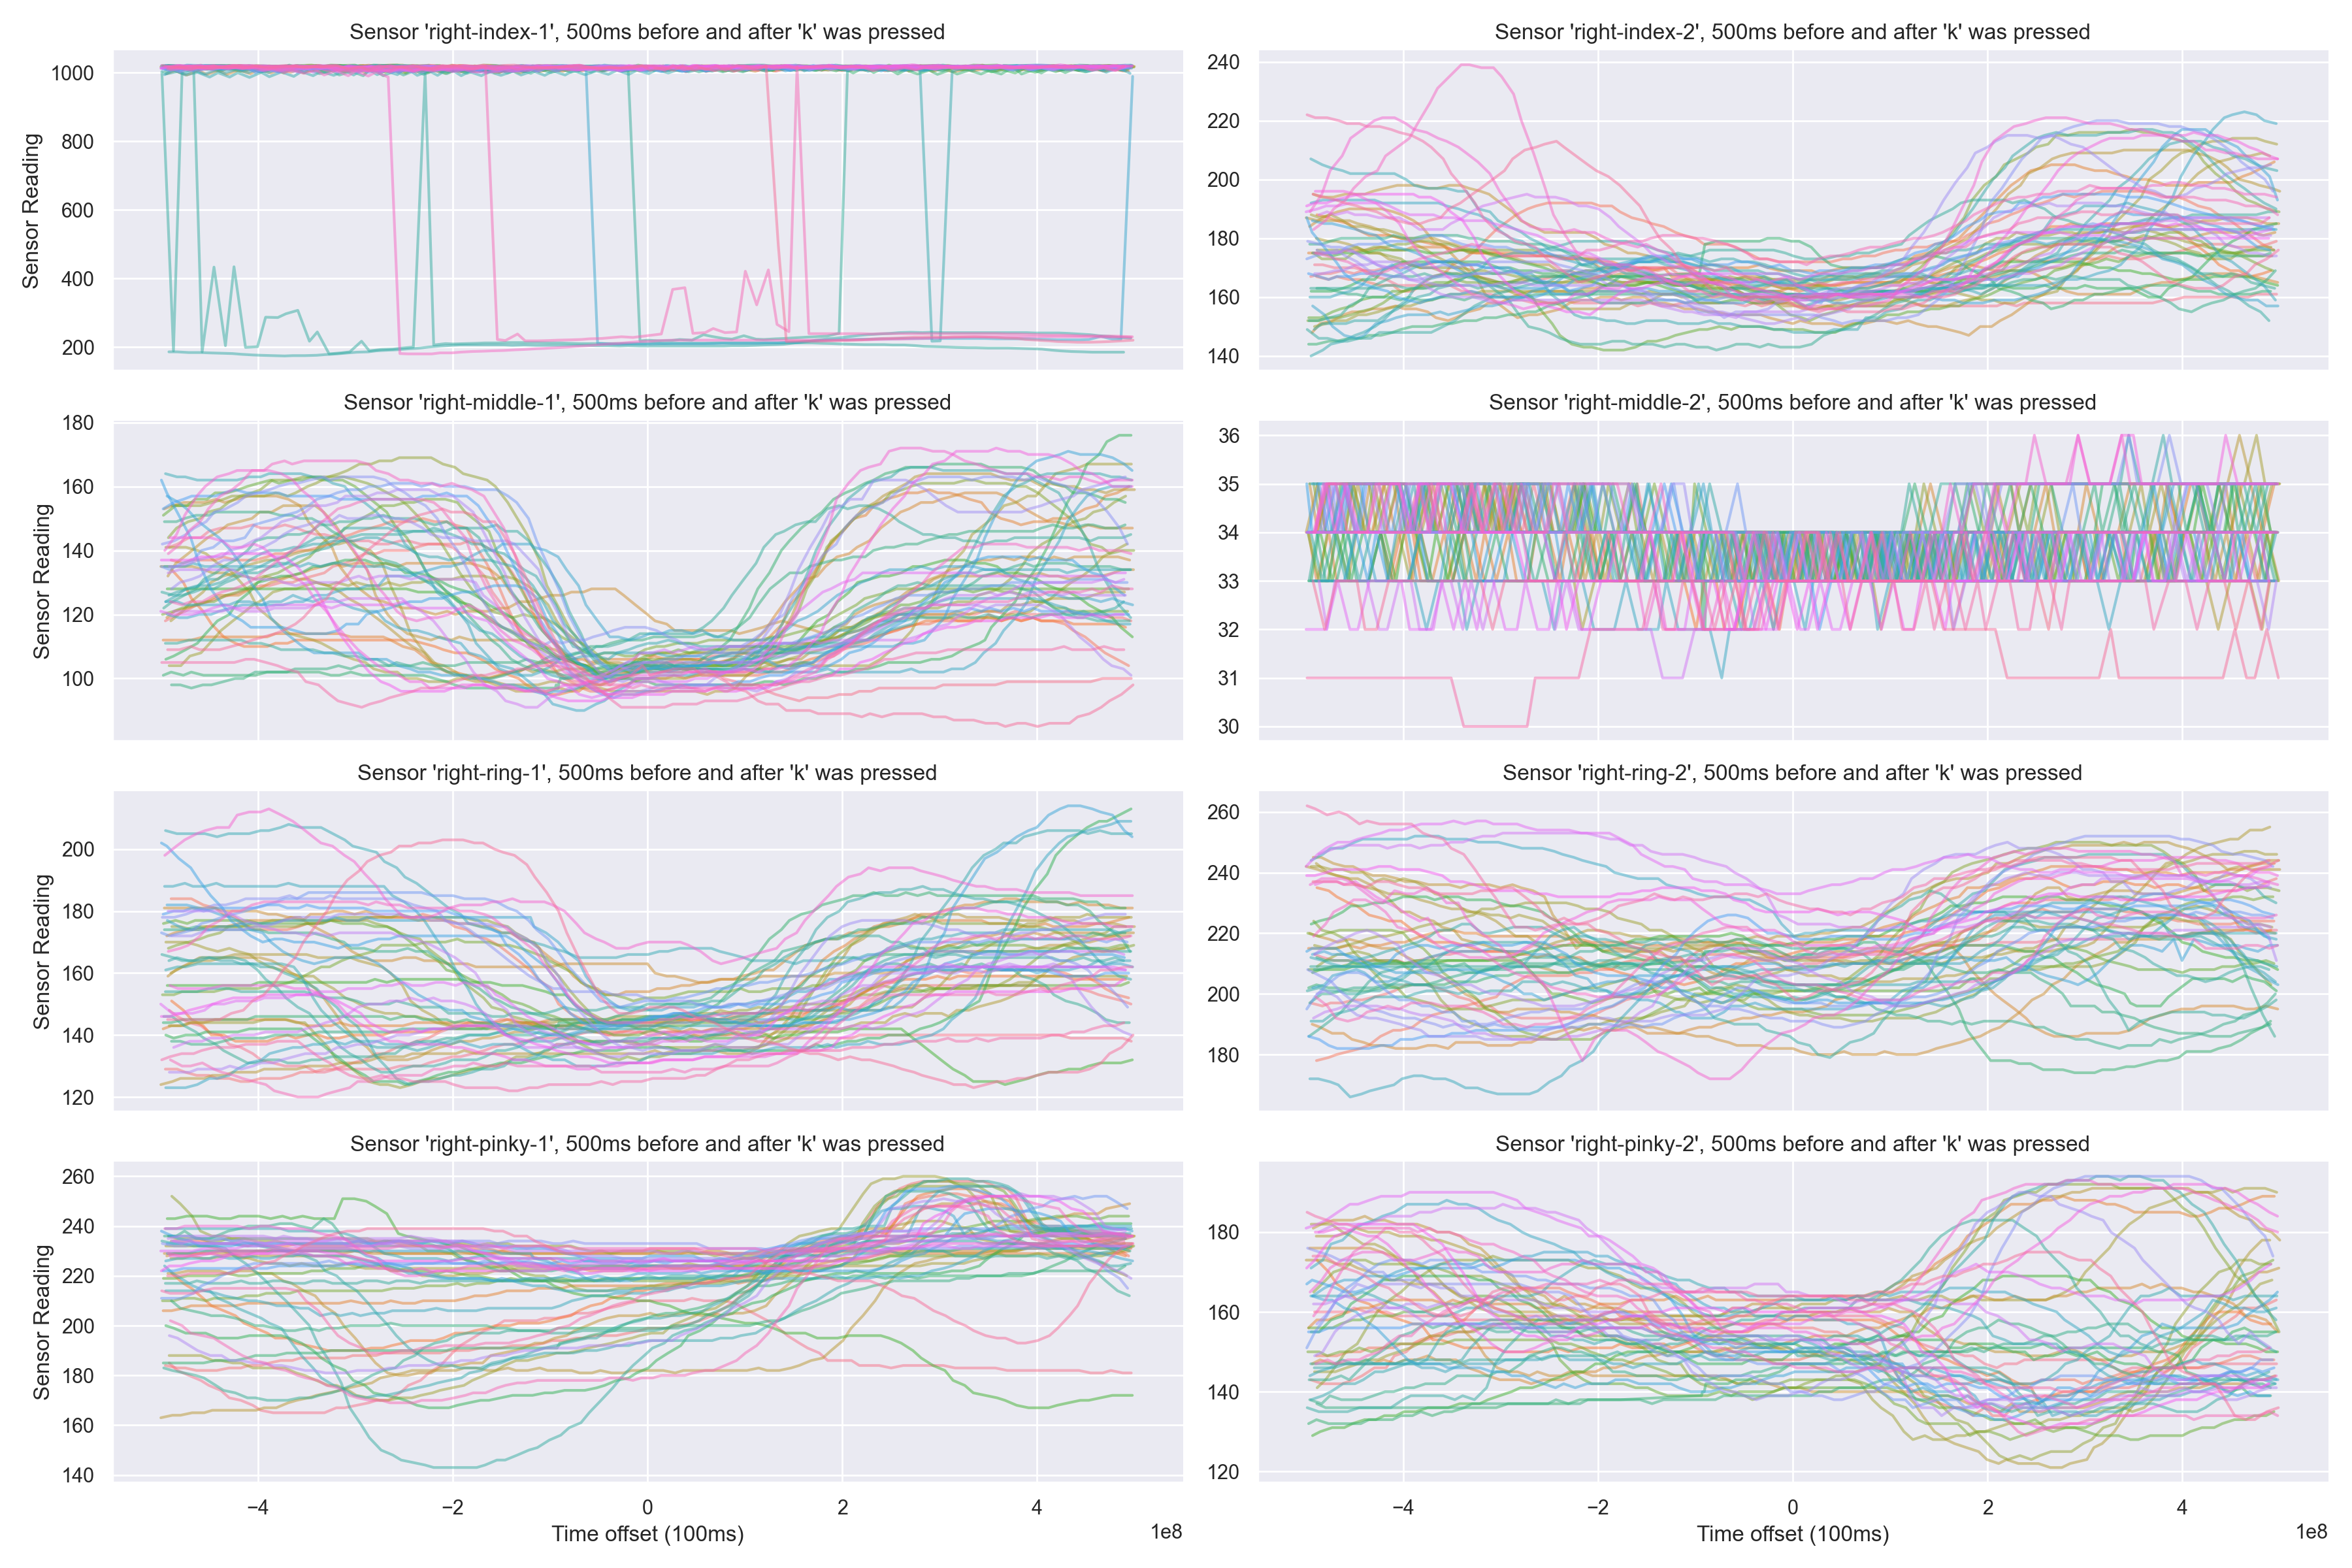 Sensor 'right-index-1', 500ms before and after 'k' was pressed
1000
800
600
400
200
Sensor Reading
Sensor 'right-index-2', 500ms before and after 'k' was pressed
240
220
200
180
160
140
Sensor 'right-middle-1', 500ms before and after 'k' was pressed
180
160
140
120
100
Sensor Reading
Sensor 'right-middle-2', 500ms before and after 'k' was pressed
36
35
34
33
32
31
30
Sensor 'right-ring-1', 500ms before and after 'k' was pressed
200
180
160
140
120
Sensor Reading
Sensor 'right-ring-2', 500ms before and after 'k' was pressed
260
240
220
200
180
Sensor 'right-pinky-1', 500ms before and after 'k' was pressed
260
240
220
200
180
160
140
Sensor Reading
−4 −2 0 2 4
Time offset (100ms)
1e8
Sensor 'right-pinky-2', 500ms before and after 'k' was pressed
180
160
140
120
−4 −2 0 2 4
Time offset (100ms)
1e8